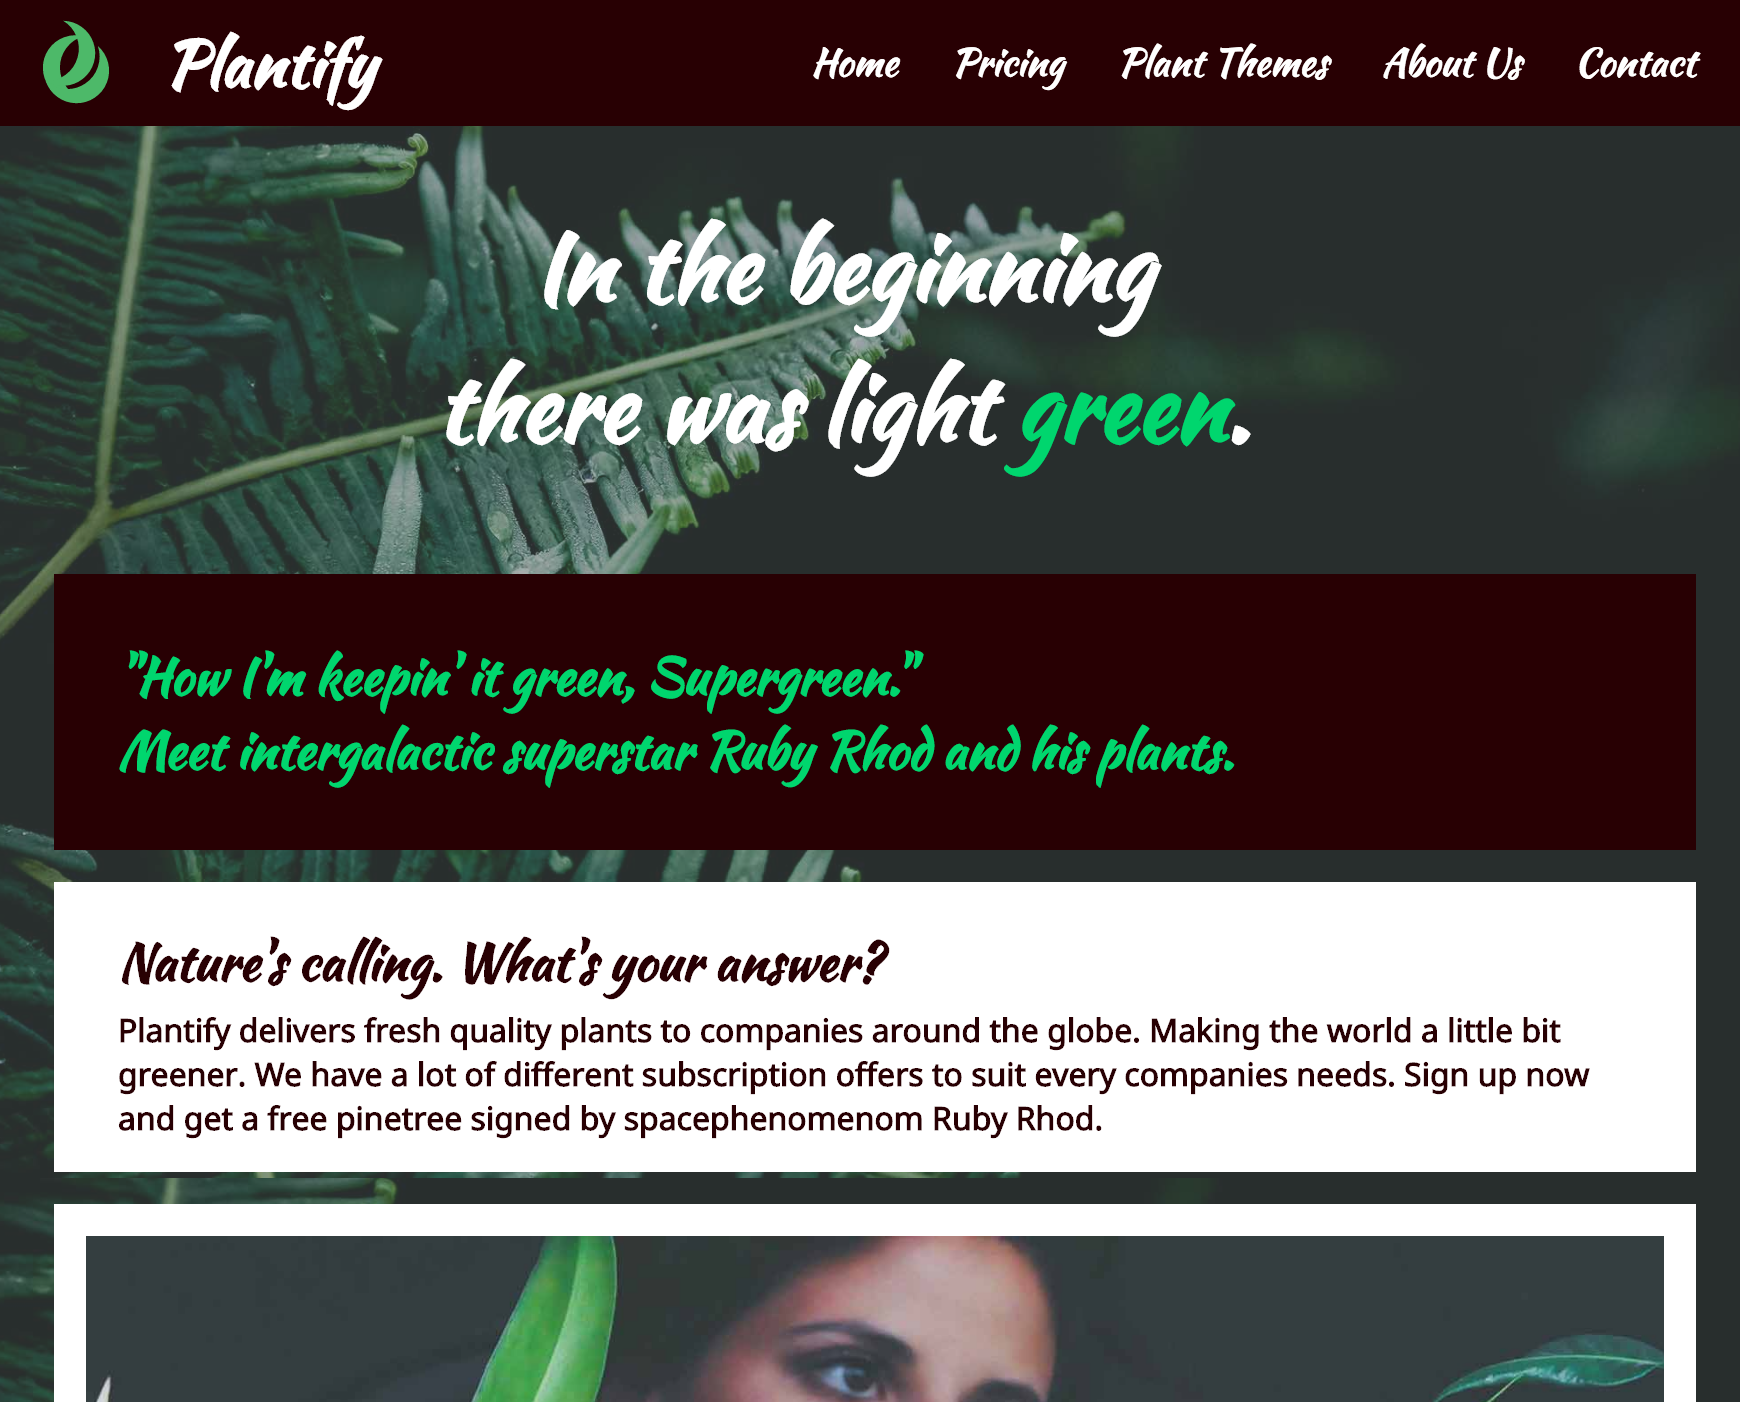 Plantify
Home Pricing Plant Themes About Us Contact
In the beginning
there was light green.
"How I'm keepin' it green, Supergreen."
Meet intergalactic superstar Ruby Rhod and his plants.
Nature's calling. What's your answer?
Plantify delivers fresh quality plants to companies around the globe. Making the world a little bit
greener. We have a lot of different subscription offers to suit every companies needs. Sign up now
and get a free pinetree signed by spacephenomenom Ruby Rhod.